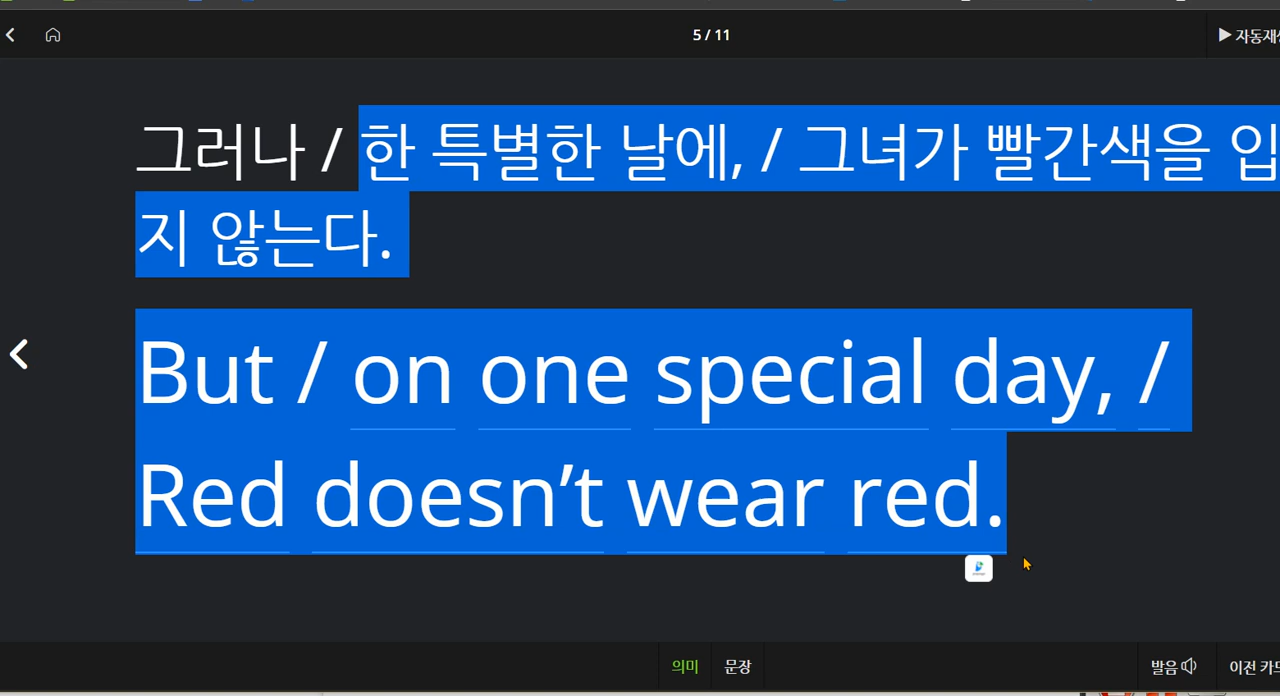 5 / 11
▶ 자동재
그러나 / 한 특별한 날에, / 그녀가 빨간색을 입
지 않는다.
But / on one special day, /
Red doesn’t wear red.
의미 문장 발음 이전 카드